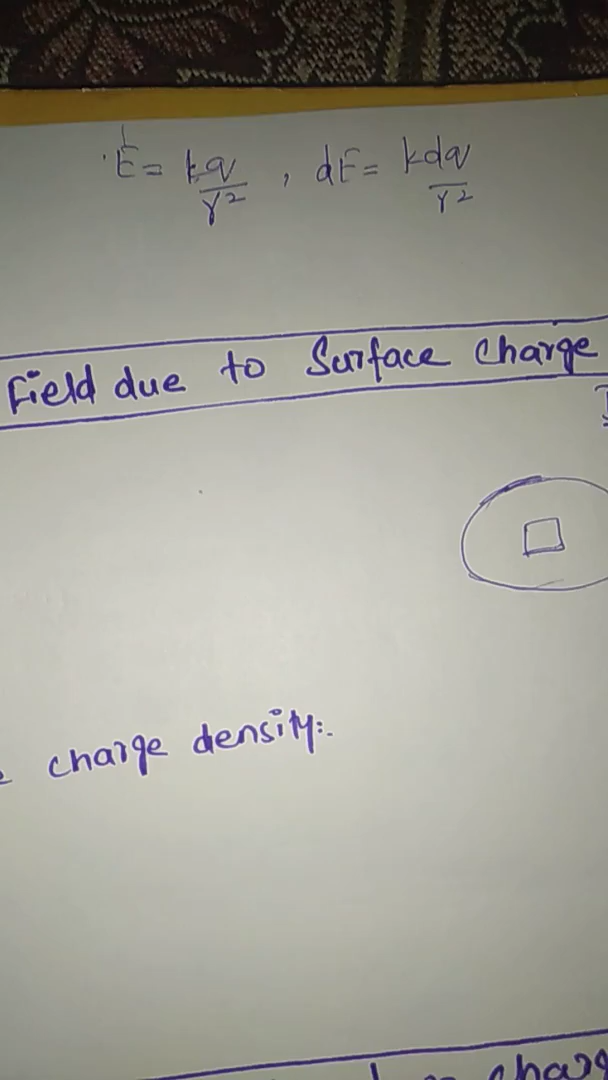 E = kq/r² , dE = kdq/r²
Field due to Surface Charge
charge density:-